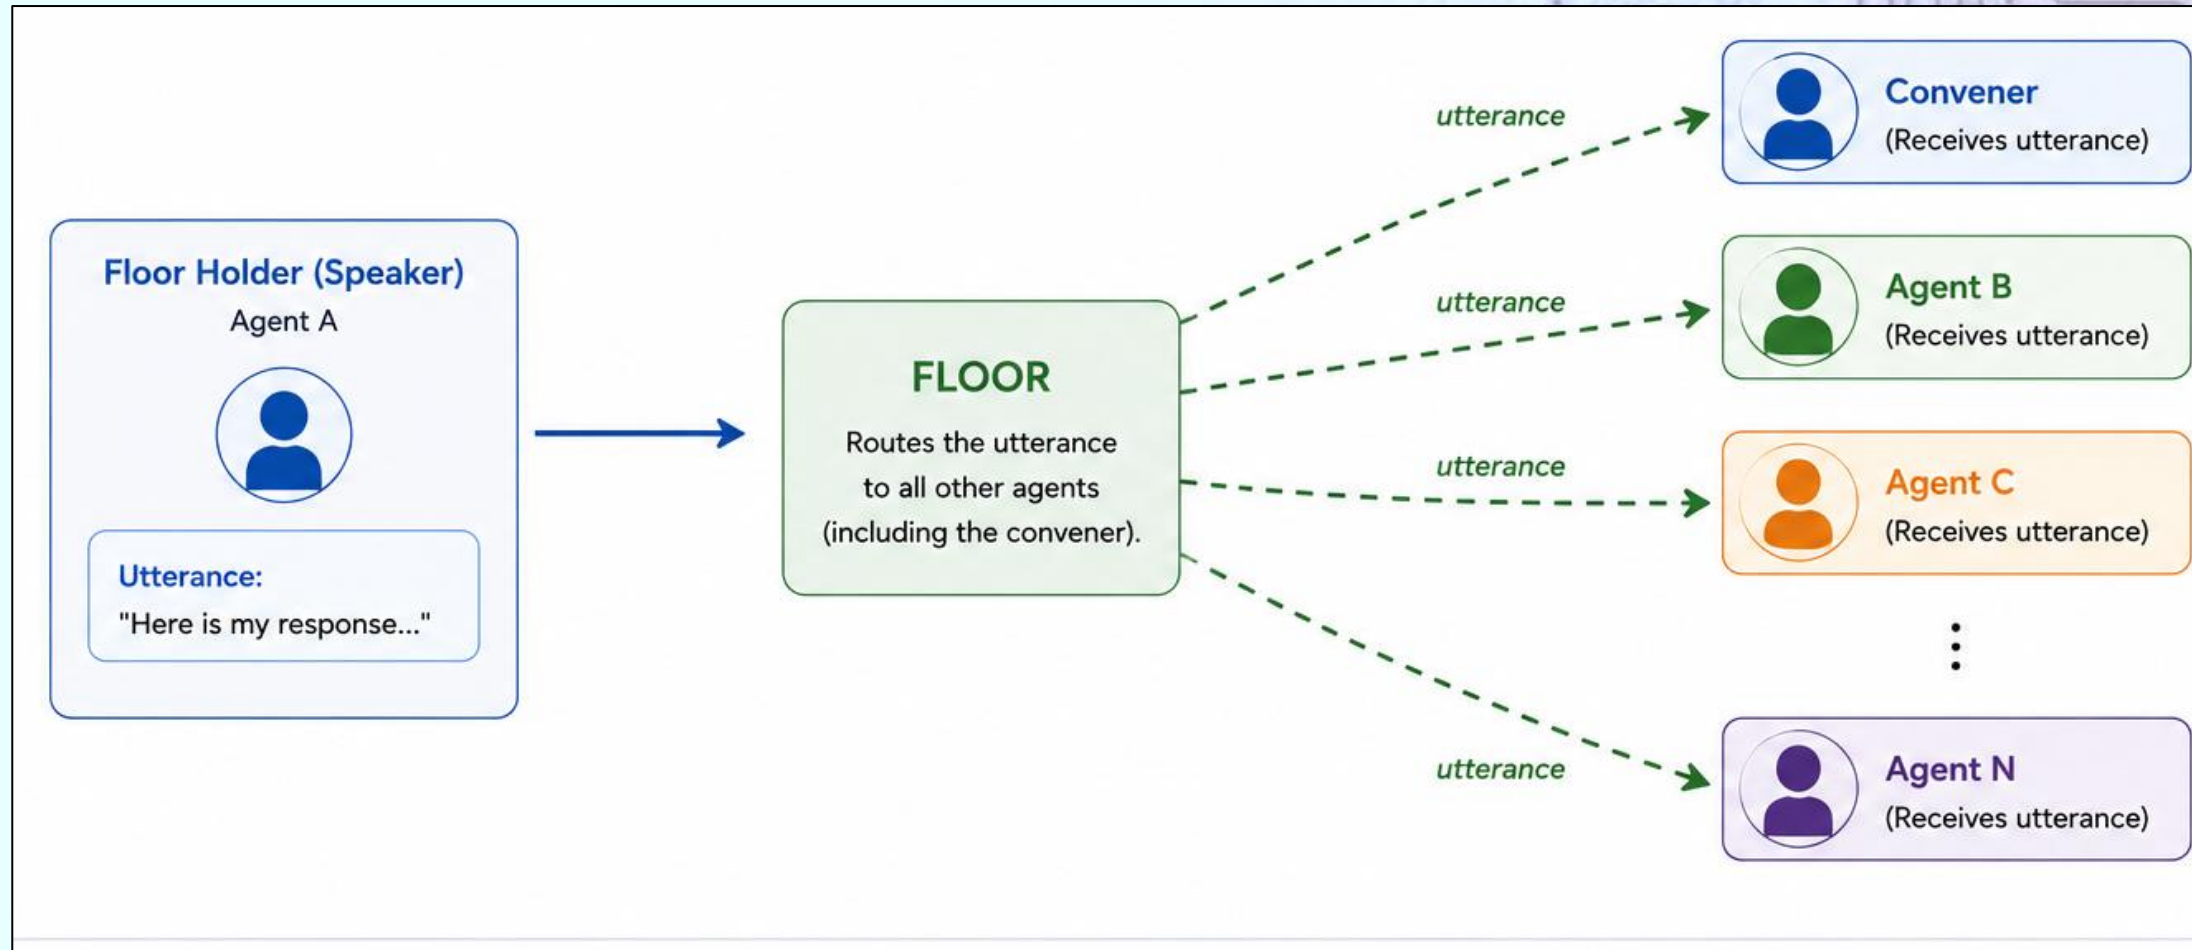 Floor Holder (Speaker)
Agent A
Utterance:
"Here is my response..."
FLOOR
Routes the utterance
to all other agents
(including the convener).
utterance
utterance
utterance
utterance
Convener
(Receives utterance)
Agent B
(Receives utterance)
Agent C
(Receives utterance)
Agent N
(Receives utterance)